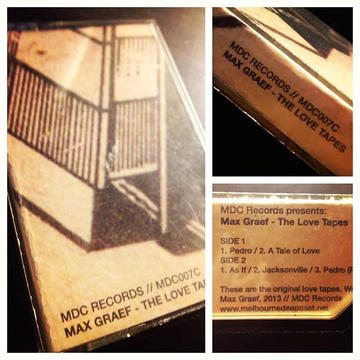 MDC RECORDS // MDC007C
MAX GRAEF - THE LOVE TAP
MDC RECORDS // MDC007C
MAX GRAEF - THE LOVE TAPES
MDC Records presents:
Max Graef - The Love Tapes
SIDE 1
1. Pedro / 2. A Tale of Love
SIDE 2
1. As If / 2. Jacksonville / 3. Pedro (F
These are the original love tapes. W
Max Graef, 2013 // MDC Records
www.melbournedeepcast.net